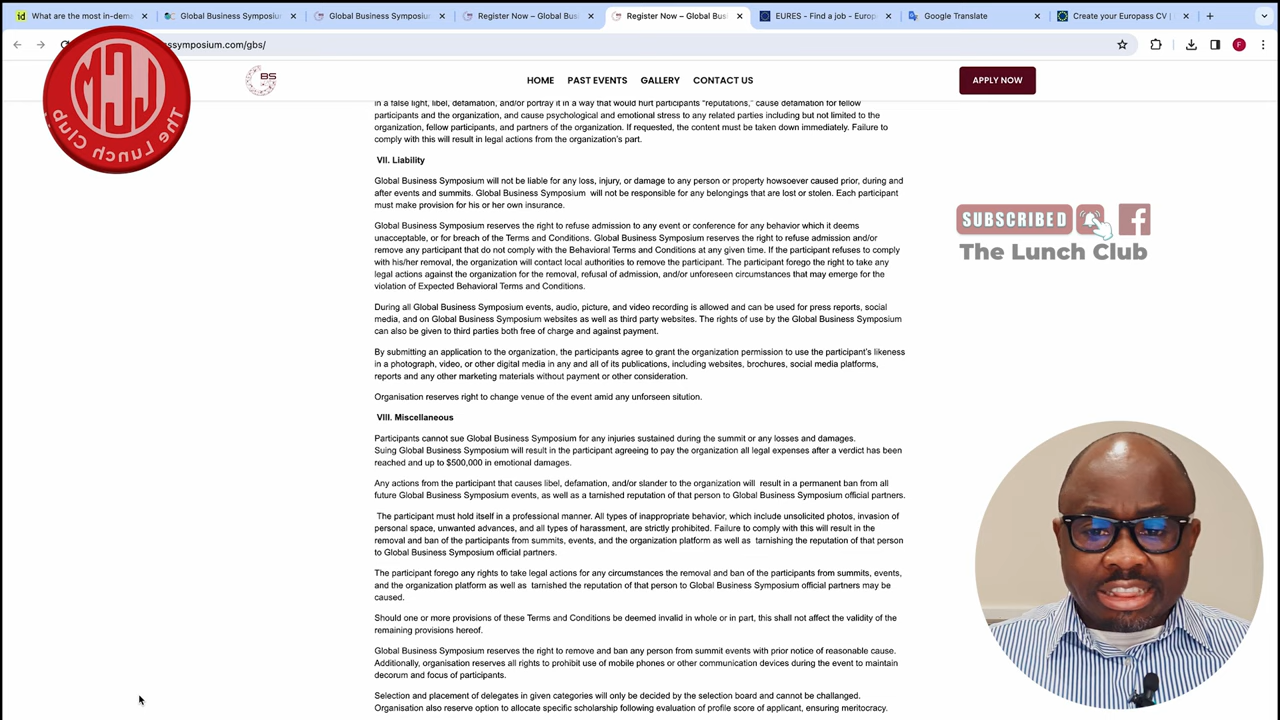 What are the most in-dema
Global Business Symposium
Global Business Symposium
Register Now – Global Busi
Register Now – Global Busi
EURES - Find a job - Europ
Google Translate
Create your Europass CV |
ssymposium.com/gbs/
F
LMJ
The Lunch Club
BS
HOME
PAST EVENTS
GALLERY
CONTACT US
APPLY NOW
in a false light, libel, defamation, and/or portray it in a way that would hurt participants “reputations,” cause defamation for fellow
participants and the organization, and cause psychological and emotional stress to any related parties including but not limited to the
organization, fellow participants, and partners of the organization. If requested, the content must be taken down immediately. Failure to
comply with this will result in legal actions from the organization's part.
VII. Liability
Global Business Symposium will not be liable for any loss, injury, or damage to any person or property howsoever caused prior, during and
after events and summits. Global Business Symposium will not be responsible for any belongings that are lost or stolen. Each participant
must make provision for his or her own insurance.
Global Business Symposium reserves the right to refuse admission to any event or conference for any behavior which it deems
unacceptable, or for breach of the Terms and Conditions. Global Business Symposium reserves the right to refuse admission and/or
remove any participant that do not comply with the Behavioral Terms and Conditions at any given time. If the participant refuses to comply
with his/her removal, the organization will contact local authorities to remove the participant. The participant forego the right to take any
legal actions against the organization for the removal, refusal of admission, and/or unforeseen circumstances that may emerge for the
violation of Expected Behavioral Terms and Conditions.
During all Global Business Symposium events, audio, picture, and video recording is allowed and can be used for press reports, social
media, and on Global Business Symposium websites as well as third party websites. The rights of use by the Global Business Symposium
can also be given to third parties both free of charge and against payment.
By submitting an application to the organization, the participants agree to grant the organization permission to use the participant's likeness
in a photograph, video, or other digital media in any and all of its publications, including websites, brochures, social media platforms,
reports and any other marketing materials without payment or other consideration.
Organisation reserves right to change venue of the event amid any unforseen sitution.
VIII. Miscellaneous
Participants cannot sue Global Business Symposium for any injuries sustained during the summit or any losses and damages.
Suing Global Business Symposium will result in the participant agreeing to pay the organization all legal expenses after a verdict has been
reached and up to $500,000 in emotional damages.
Any actions from the participant that causes libel, defamation, and/or slander to the organization will result in a permanent ban from all
future Global Business Symposium events, as well as a tarnished reputation of that person to Global Business Symposium official partners.
The participant must hold itself in a professional manner. All types of inappropriate behavior, which include unsolicited photos, invasion of
personal space, unwanted advances, and all types of harassment, are strictly prohibited. Failure to comply with this will result in the
removal and ban of the participants from summits, events, and the organization platform as well as tarnishing the reputation of that person
to Global Business Symposium official partners.
The participant forego any rights to take legal actions for any circumstances the removal and ban of the participants from summits, events,
and the organization platform as well as tarnished the reputation of that person to Global Business Symposium official partners may be
caused.
Should one or more provisions of these Terms and Conditions be deemed invalid in whole or in part, this shall not affect the validity of the
remaining provisions hereof.
Global Business Symposium reserves the right to remove and ban any person from summit events with prior notice of reasonable cause.
Additionally, organisation reserves all rights to prohibit use of mobile phones or other communication devices during the event to maintain
decorum and focus of participants.
Selection and placement of delegates in given categories will only be decided by the selection board and cannot be challanged.
Organisation also reserve option to allocate specific scholarship following evaluation of profile score of applicant, ensuring meritocracy.
SUBSCRIBED
The Lunch Club